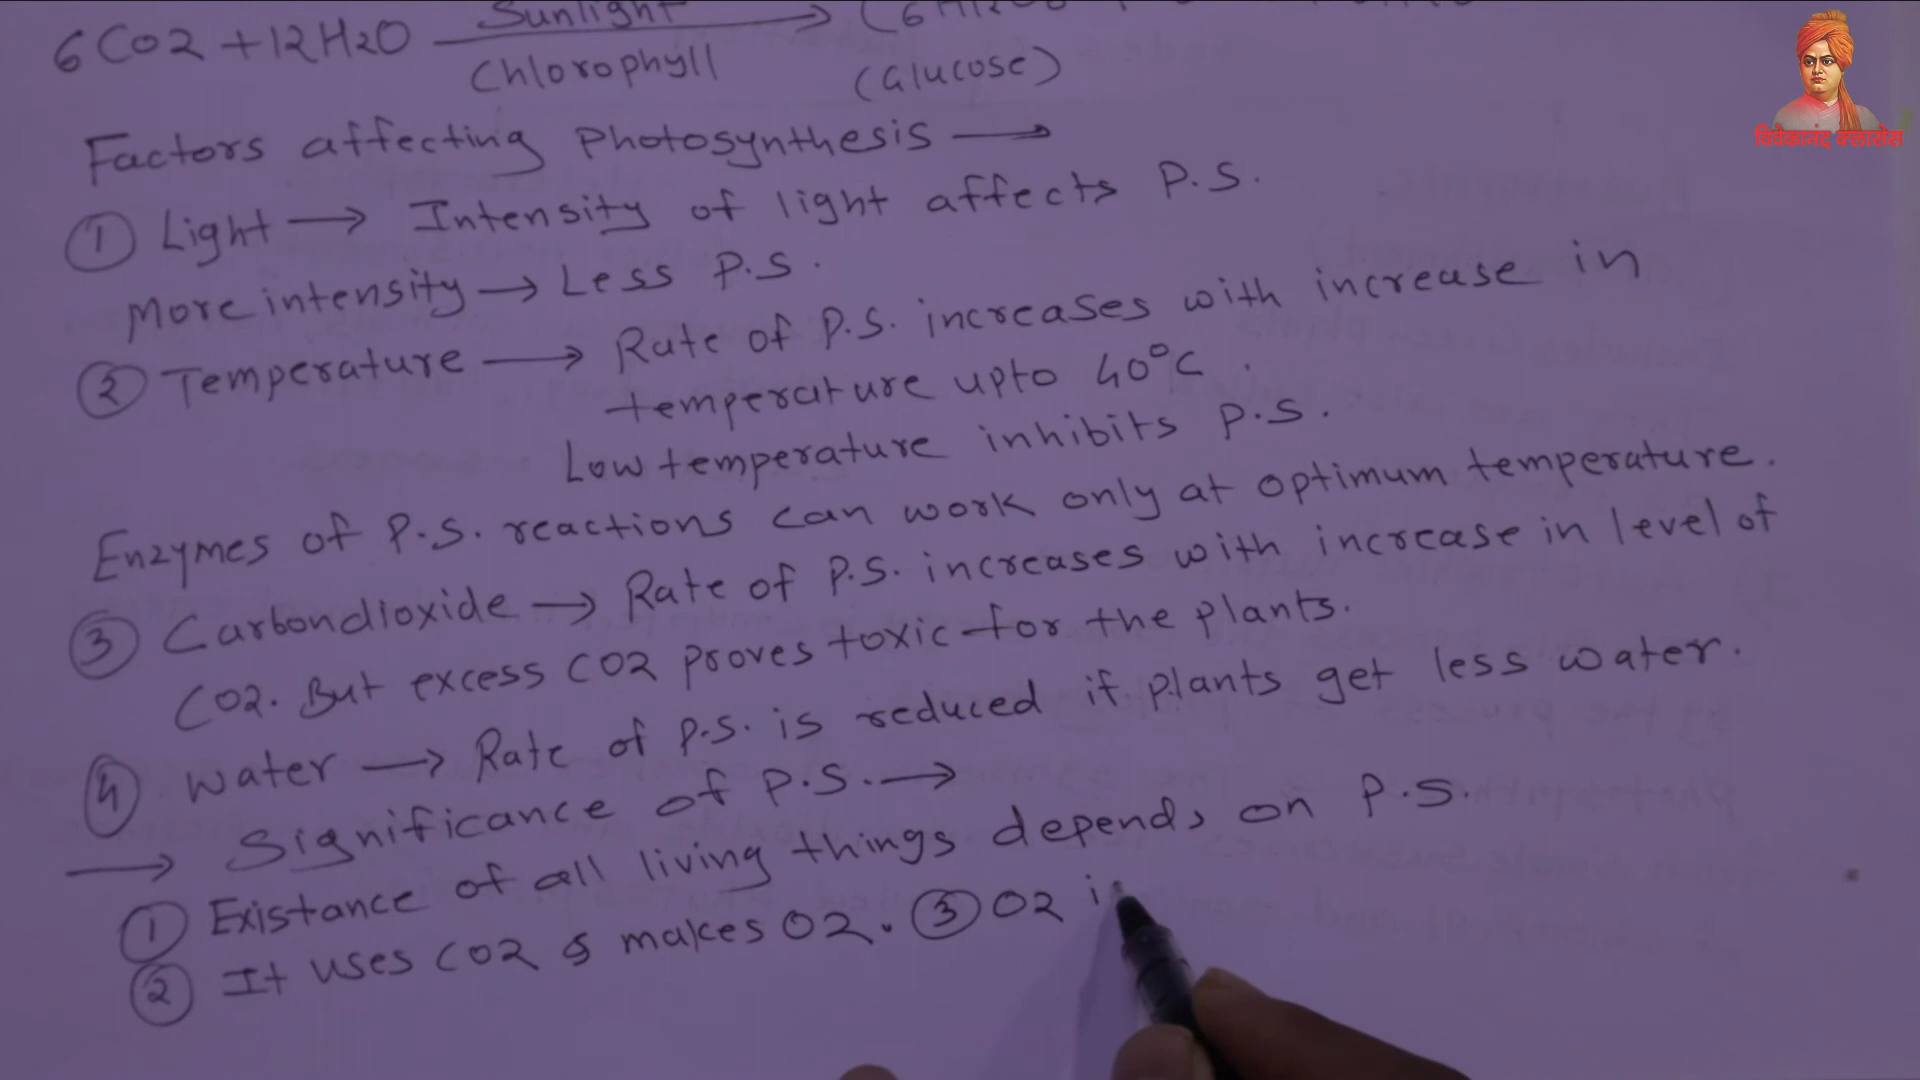 6CO2 + 12H2O Sunlight
Chlorophyll (Glucose)
Factors affecting Photosynthesis →
① Light → Intensity of light affects P.S.
More intensity → Less P.S.
② Temperature → Rate of P.S. increases with increase in
temperature upto 40°C.
Low temperature inhibits P.S.
Enzymes of P.S. reactions can work only at optimum temperature.
③ Carbondioxide → Rate of P.S. increases with increase in level of
CO2. But excess CO2 proves toxic for the plants.
④ Water → Rate of P.S. is reduced if plants get less water.
→ Significance of P.S. →
① Existance of all living things depends on P.S.
② It uses CO2 & makes O2. ③ O2 i
विवेकानंद क्लासेस